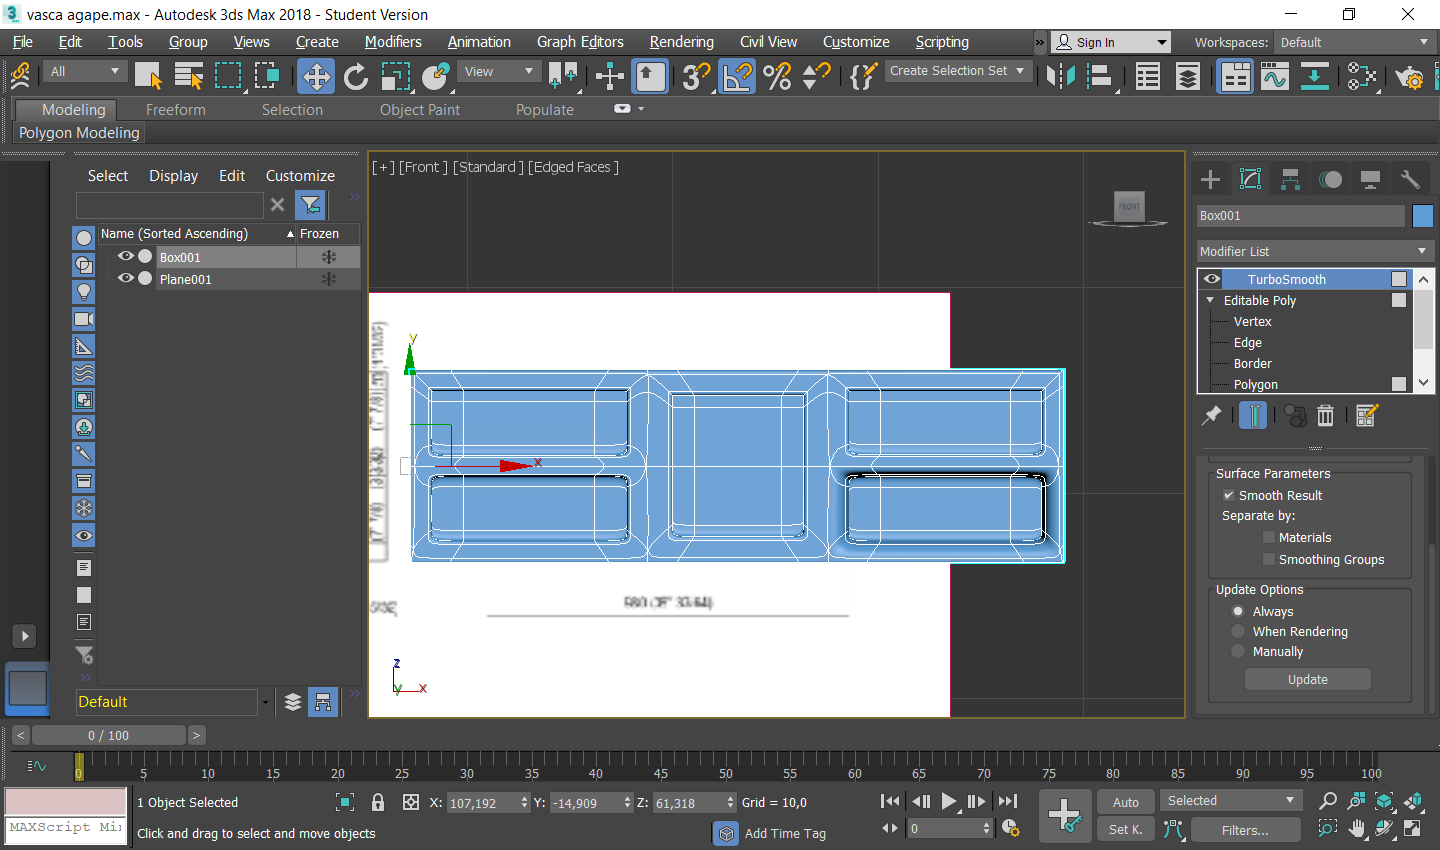 vasca agape.max - Autodesk 3ds Max 2018 - Student Version
File Edit Tools Group Views Create Modifiers Animation Graph Editors Rendering Civil View Customize Scripting » Sign In Workspaces: Default
All View Create Selection Set
Modeling Freeform Selection Object Paint Populate
Polygon Modeling
[+] [Front ] [Standard ] [Edged Faces ]
Select Display Edit Customize
FRONT
Box001
Name (Sorted Ascending) Frozen
Box001
Plane001
Modifier List
TurboSmooth
Editable Poly
Vertex
Edge
Border
Polygon
y
x
Surface Parameters
Smooth Result
Separate by:
Materials
Smoothing Groups
Update Options
Always
When Rendering
Manually
Update
z
y x
Default
< 0 / 100 >
0 5 10 15 20 25 30 35 40 45 50 55 60 65 70 75 80 85 90 95 100
1 Object Selected X: 107,192 Y: -14,909 Z: 61,318 Grid = 10,0 Auto Selected
MAXScript Mi
Click and drag to select and move objects Add Time Tag 0 Set K. Filters...